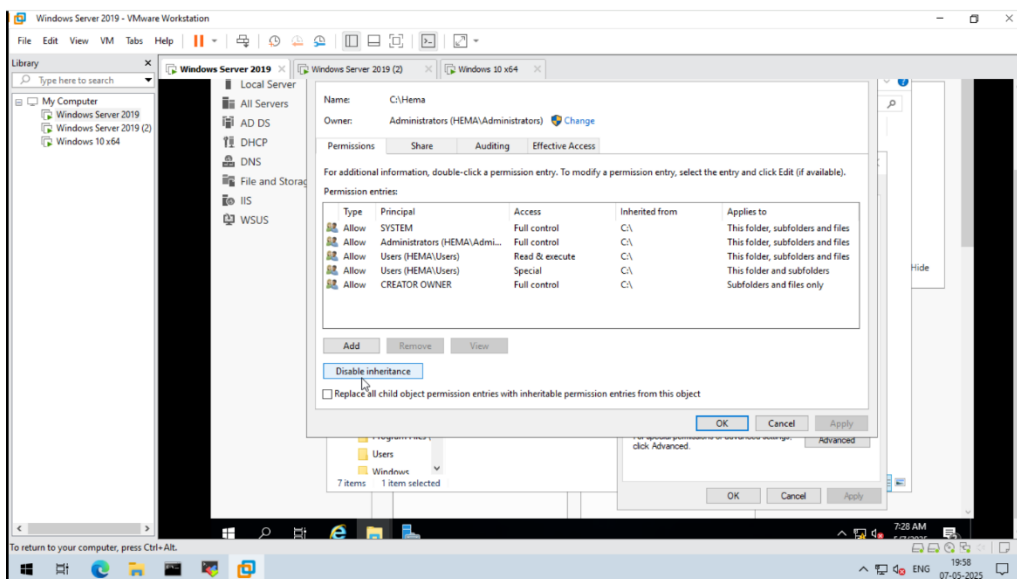 Windows Server 2019 - VMware Workstation
File Edit View VM Tabs Help
Library
Type here to search
My Computer
Windows Server 2019
Windows Server 2019 (2)
Windows 10 x64
Windows Server 2019
Windows Server 2019 (2)
Windows 10 x64
Local Server
All Servers
AD DS
DHCP
DNS
File and Storag
IIS
WSUS
Name: C:\Hema
Owner: Administrators (HEMA\Administrators) Change
Permissions Share Auditing Effective Access
For additional information, double-click a permission entry. To modify a permission entry, select the entry and click Edit (if available).
Permission entries:
Type Principal Access Inherited from Applies to
Allow SYSTEM Full control C:\ This folder, subfolders and files
Allow Administrators (HEMA\Admi... Full control C:\ This folder, subfolders and files
Allow Users (HEMA\Users) Read & execute C:\ This folder, subfolders and files
Allow Users (HEMA\Users) Special C:\ This folder and subfolders
Allow CREATOR OWNER Full control C:\ Subfolders and files only
Add Remove View
Disable inheritance
Replace all child object permission entries with inheritable permission entries from this object
OK Cancel Apply
Hide
click Advanced.
Advanced
Users
Windows
7 items 1 item selected
OK Cancel Apply
7:28 AM
To return to your computer, press Ctrl+Alt.
ENG
19:58
07-05-2025